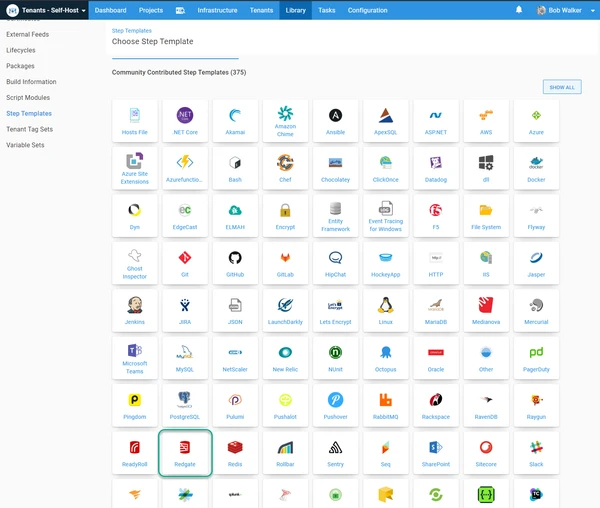 Tenants - Self-Host
Dashboard
Projects
Infrastructure
Tenants
Library
Tasks
Configuration
Bob Walker
External Feeds
Lifecycles
Packages
Build Information
Script Modules
Step Templates
Tenant Tag Sets
Variable Sets
Step Templates
Choose Step Template
Community Contributed Step Templates (375)
SHOW ALL
Hosts File
.NET Core
Akamai
Amazon
Chime
Ansible
ApexSQL
ASP.NET
AWS
Azure
Azure Site
Extensions
Azurefunctio...
Bash
Chef
Chocolatey
ClickOnce
Datadog
dlt
Docker
Dyn
EdgeCast
ELMAH
Encrypt
Entity
Framework
Event Tracing
for Windows
F5
File System
Flyway
Ghost
Inspector
Git
GitHub
GitLab
HipChat
HockeyApp
HTTP
IIS
Jasper
Jenkins
JIRA
JSON
LaunchDarkly
Lets Encrypt
Linux
MariaDB
Medianova
Mercurial
Microsoft
Teams
MySQL
NetScaler
New Relic
NUnit
Octopus
Oracle
Other
PagerDuty
Pingdom
PostgreSQL
Pulumi
Pushalot
Pushover
RabbitMQ
Rackspace
RavenDB
Raygun
ReadyRoll
Redgate
Redis
Rollbar
Sentry
Seq
SharePoint
Sitecore
Slack